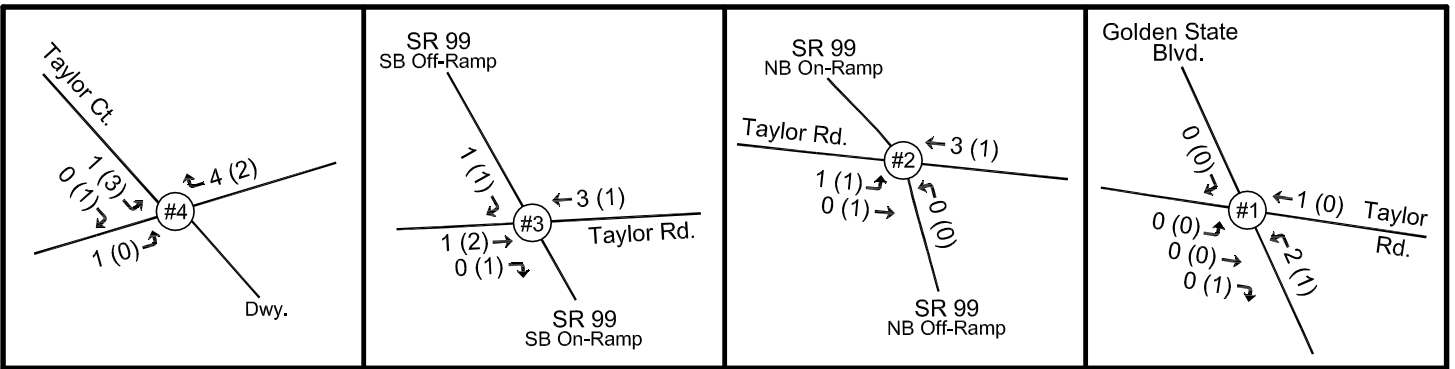 Taylor Ct.
1 (3)
0 (1)
4 (2)
1 (0)
#4
Dwy.
SR 99
SB Off-Ramp
1 (1)
3 (1)
#3
1 (2)
0 (1)
Taylor Rd.
SR 99
SB On-Ramp
SR 99
NB On-Ramp
Taylor Rd.
#2
3 (1)
1 (1)
0 (1)
0 (0)
SR 99
NB Off-Ramp
Golden State
Blvd.
0 (0)
#1
1 (0)
Taylor
Rd.
0 (0)
0 (0)
0 (1)
2 (1)